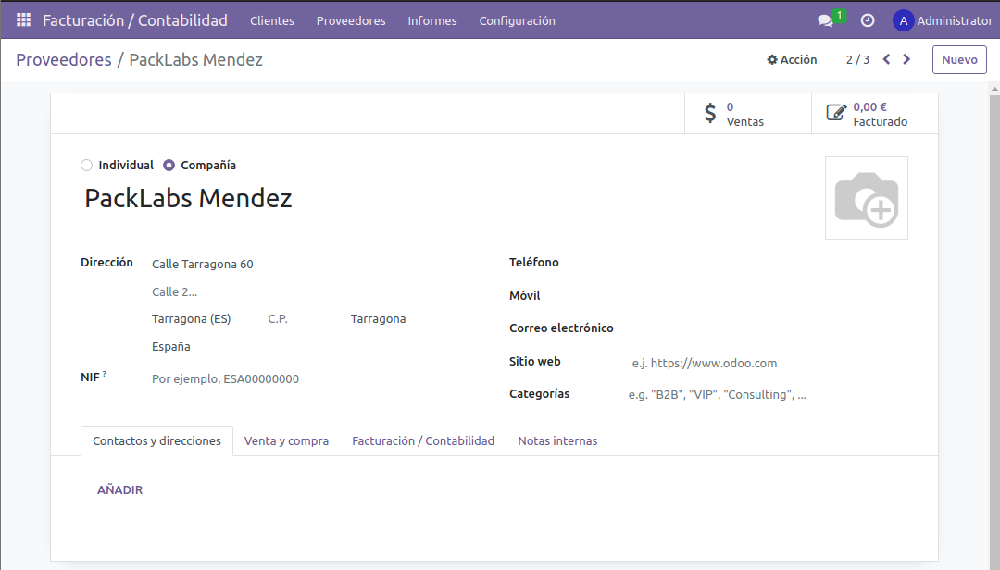 Facturación / Contabilidad Clientes Proveedores Informes Configuración 1 A Administrator
Proveedores / PackLabs Mendez Acción 2 / 3 Nuevo
$ 0 Ventas
0,00 € Facturado
Individual Compañía
PackLabs Mendez
Dirección Calle Tarragona 60
Calle 2...
Tarragona (ES) C.P. Tarragona
España
NIF ? Por ejemplo, ESA00000000
Teléfono
Móvil
Correo electrónico
Sitio web e.j. https://www.odoo.com
Categorías e.g. "B2B", "VIP", "Consulting", ...
Contactos y direcciones Venta y compra Facturación / Contabilidad Notas internas
AÑADIR